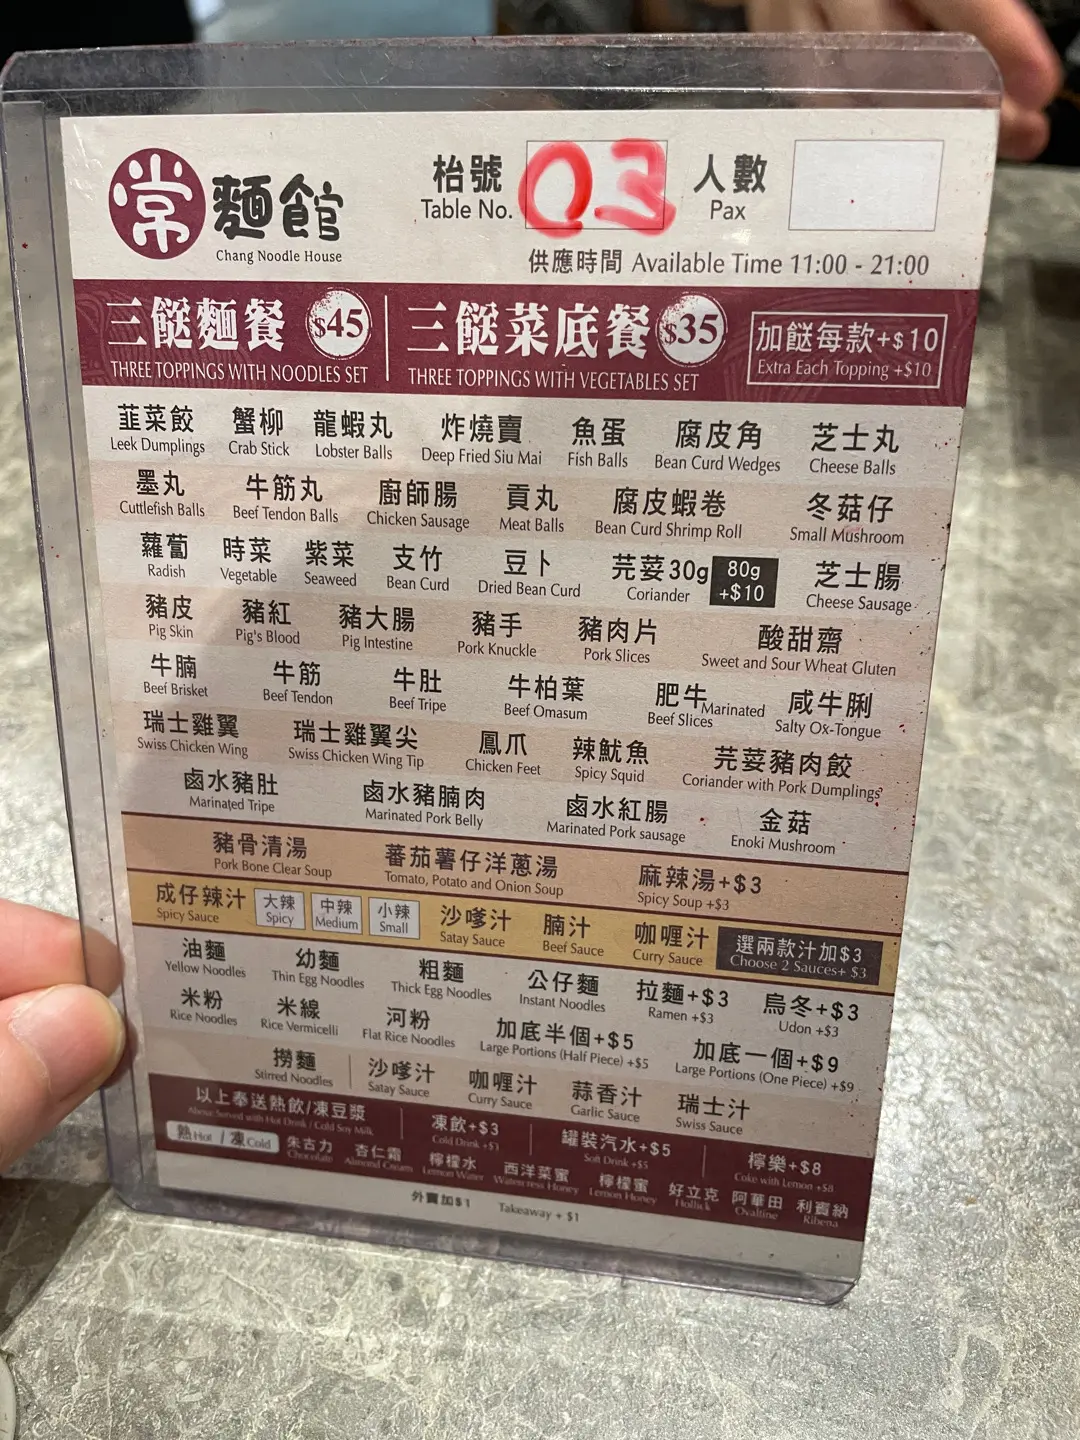 常 麵館
Chang Noodle House
枱號 03 人數
Table No. Pax
供應時間 Available Time 11:00 - 21:00
三餸麵餐 $45 三餸菜底餐 $35 加餸每款+$10
THREE TOPPINGS WITH NOODLES SET THREE TOPPINGS WITH VEGETABLES SET Extra Each Topping +$10
韮菜餃 蟹柳 龍蝦丸 炸燒賣 魚蛋 腐皮角 芝士丸
Leek Dumplings Crab Stick Lobster Balls Deep Fried Siu Mai Fish Balls Bean Curd Wedges Cheese Balls
墨丸 牛筋丸 廚師腸 貢丸 腐皮蝦卷 冬菇仔
Cuttlefish Balls Beef Tendon Balls Chicken Sausage Meat Balls Bean Curd Shrimp Roll Small Mushroom
蘿蔔 時菜 紫菜 支竹 豆卜 芫荽30g 80g +$10 芝士腸
Radish Vegetable Seaweed Bean Curd Dried Bean Curd Coriander Cheese Sausage
豬皮 豬紅 豬大腸 豬手 豬肉片 酸甜齋
Pig Skin Pig's Blood Pig Intestine Pork Knuckle Pork Slices Sweet and Sour Wheat Gluten
牛腩 牛筋 牛肚 牛柏葉 肥牛 咸牛脷
Beef Brisket Beef Tendon Beef Tripe Beef Omasum Beef Slices Marinated Salty Ox-Tongue
瑞士雞翼 瑞士雞翼尖 鳳爪 辣魷魚 芫荽豬肉餃
Swiss Chicken Wing Swiss Chicken Wing Tip Chicken Feet Spicy Squid Coriander with Pork Dumplings
鹵水豬肚 鹵水豬腩肉 鹵水紅腸 金菇
Marinated Tripe Marinated Pork Belly Marinated Pork sausage Enoki Mushroom
豬骨清湯 蕃茄薯仔洋蔥湯 麻辣湯+$3
Pork Bone Clear Soup Tomato, Potato and Onion Soup Spicy Soup +$3
成仔辣汁 大辣 中辣 小辣 沙嗲汁 腩汁 咖喱汁 選兩款汁加$3
Spicy Sauce Spicy Medium Small Satay Sauce Beef Sauce Curry Sauce Choose 2 Sauces+ $3
油麵 幼麵 粗麵 公仔麵 拉麵+$3 烏冬+$3
Yellow Noodles Thin Egg Noodles Thick Egg Noodles Instant Noodles Ramen +$3 Udon +$3
米粉 米線 河粉 加底半個+$5 加底一個+$9
Rice Noodles Rice Vermicelli Flat Rice Noodles Large Portions (Half Piece) +$5 Large Portions (One Piece) +$9
撈麵 沙嗲汁 咖喱汁 蒜香汁 瑞士汁
Stirred Noodles Satay Sauce Curry Sauce Garlic Sauce Swiss Sauce
以上奉送熱飲/凍豆漿 凍飲+$3 罐裝汽水+$5 檸樂+$8
Above Served with Hot Drink / Cold Soy Milk Cold Drink +$3 Soft Drink +$5 Coke with Lemon +$8
熱Hot / 凍Cold 朱古力 杏仁霜 檸檬水 西洋菜蜜 檸檬蜜 好立克 阿華田 利賓納
Chocolate Almond Cream Lemon Water Watercress Honey Lemon Honey Hollick Ovaltine Ribena
外賣加$1 Takeaway + $1